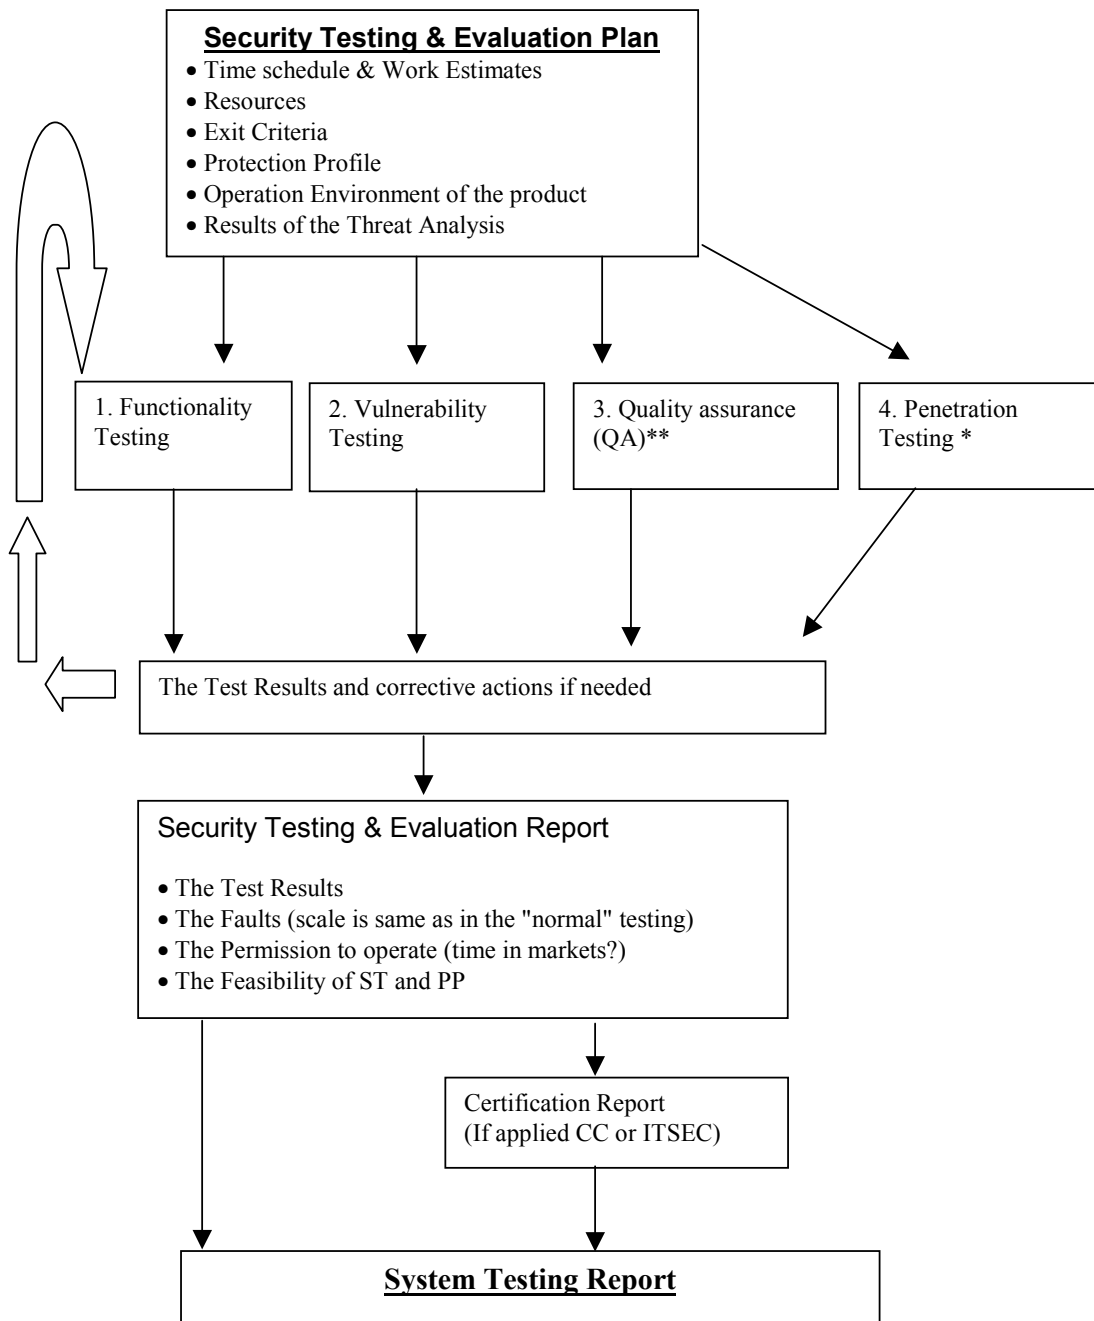 Security Testing & Evaluation Plan
• Time schedule & Work Estimates
• Resources
• Exit Criteria
• Protection Profile
• Operation Environment of the product
• Results of the Threat Analysis
1. Functionality
Testing
2. Vulnerability
Testing
3. Quality assurance
(QA)**
4. Penetration
Testing *
The Test Results and corrective actions if needed
Security Testing & Evaluation Report
• The Test Results
• The Faults (scale is same as in the "normal" testing)
• The Permission to operate (time in markets?)
• The Feasibility of ST and PP
Certification Report
(If applied CC or ITSEC)
System Testing Report